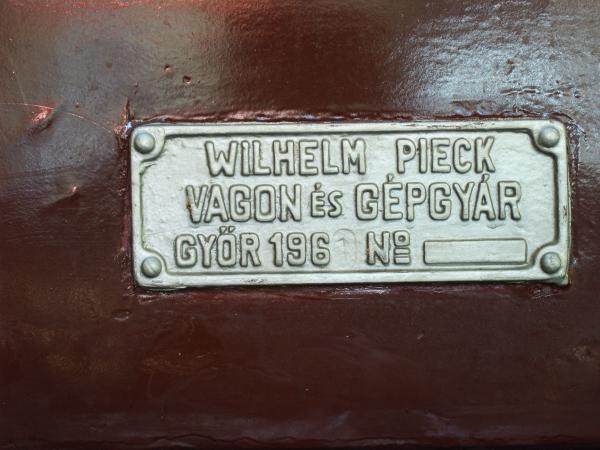 WILHELM PIECK
VAGON és GÉPGYÁR
GYŐR 196 Nº